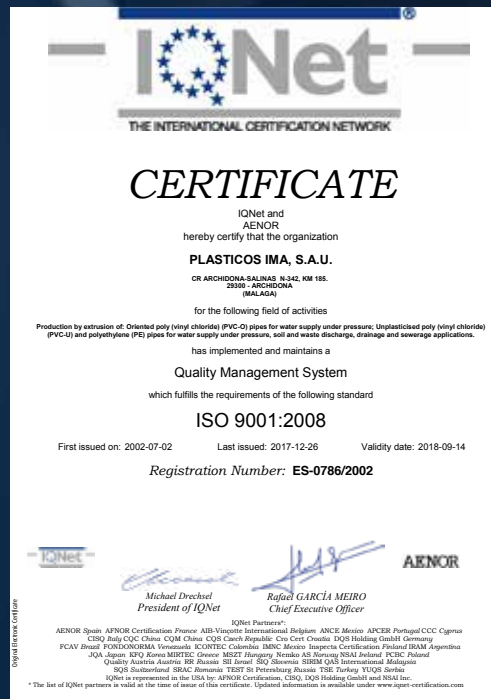 IQNet ®
THE INTERNATIONAL CERTIFICATION NETWORK
CERTIFICATE
IQNet and
AENOR
hereby certify that the organization
PLASTICOS IMA, S.A.U.
CR ARCHIDONA-SALINAS N-342, KM 185.
29300 - ARCHIDONA
(MALAGA)
for the following field of activities
Production by extrusion of: Oriented poly (vinyl chloride) (PVC-O) pipes for water supply under pressure; Unplasticised poly (vinyl chloride)
(PVC-U) and polyethylene (PE) pipes for water supply under pressure, soil and waste discharge, drainage and sewerage applications.
has implemented and maintains a
Quality Management System
which fulfills the requirements of the following standard
ISO 9001:2008
First issued on: 2002-07-02 Last issued: 2017-12-26 Validity date: 2018-09-14
Registration Number: ES-0786/2002
IQNet
AENOR
Michael Drechsel Rafael GARCÍA MEIRO
President of IQNet Chief Executive Officer
Original Electronic Certificate
IQNet Partners*:
AENOR Spain AFNOR Certification France AIB-Vinçotte International Belgium ANCE Mexico APCER Portugal CCC Cyprus
CISQ Italy CQC China CQM China CQS Czech Republic Cro Cert Croatia DQS Holding GmbH Germany
FCAV Brazil FONDONORMA Venezuela ICONTEC Colombia IMNC Mexico Inspecta Certification Finland IRAM Argentina
JQA Japan KFQ Korea MIRTEC Greece MSZT Hungary Nemko AS Norway NSAI Ireland PCBC Poland
Quality Austria Austria RR Russia SII Israel SIQ Slovenia SIRIM QAS International Malaysia
SQS Switzerland SRAC Romania TEST St Petersburg Russia TSE Turkey YUQS Serbia
IQNet is represented in the USA by: AFNOR Certification, CISQ, DQS Holding GmbH and NSAI Inc.
* The list of IQNet partners is valid at the time of issue of this certificate. Updated information is available under www.iqnet-certification.com